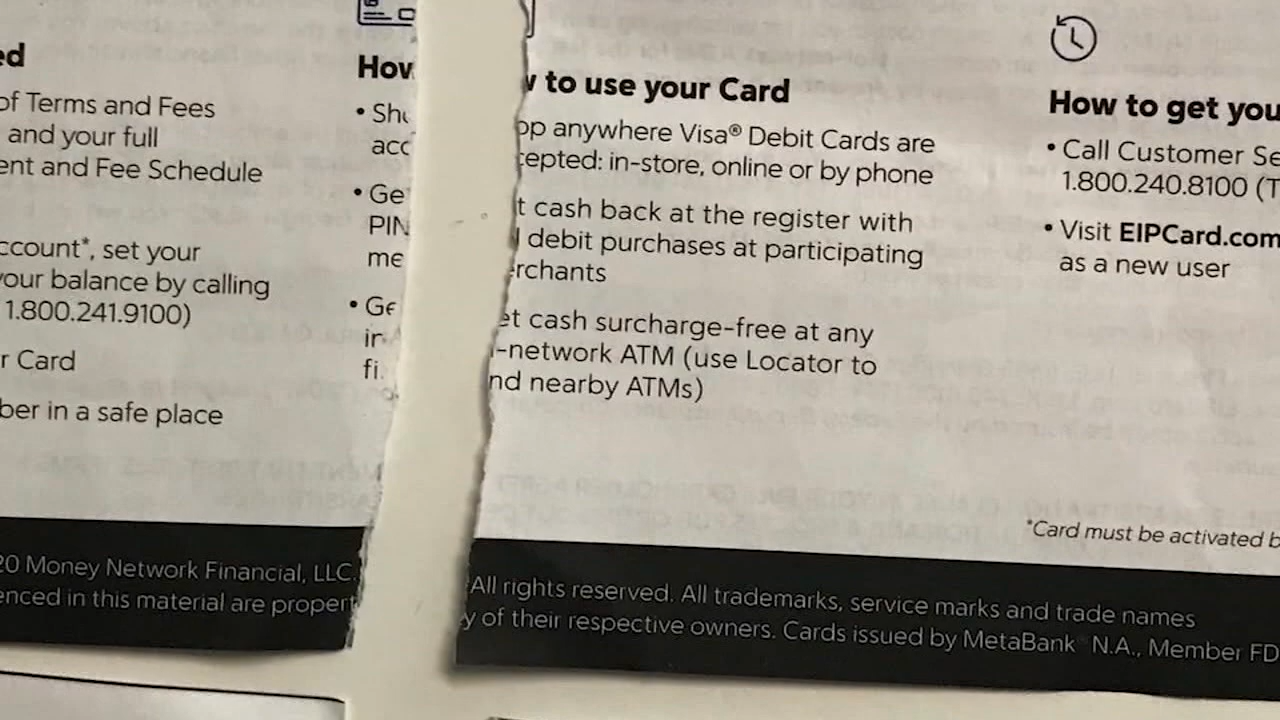 ed
of Terms and Fees
and your full
ent and Fee Schedule
ccount*, set your
your balance by calling
1.800.241.9100)
r Card
ber in a safe place
20 Money Network Financial, LLC.
enced in this material are propert
How
• Sho
acc
• Ge
PIN
me
• Ge
in-
fi
w to use your Card
op anywhere Visa® Debit Cards are
cepted: in-store, online or by phone
t cash back at the register with
l debit purchases at participating
erchants
et cash surcharge-free at any
-network ATM (use Locator to
nd nearby ATMs)
All rights reserved. All trademarks, service marks and trade names
y of their respective owners. Cards issued by MetaBank® N.A., Member FD
How to get you
• Call Customer Se
1.800.240.8100 (T
• Visit EIPCard.com
as a new user
*Card must be activated b